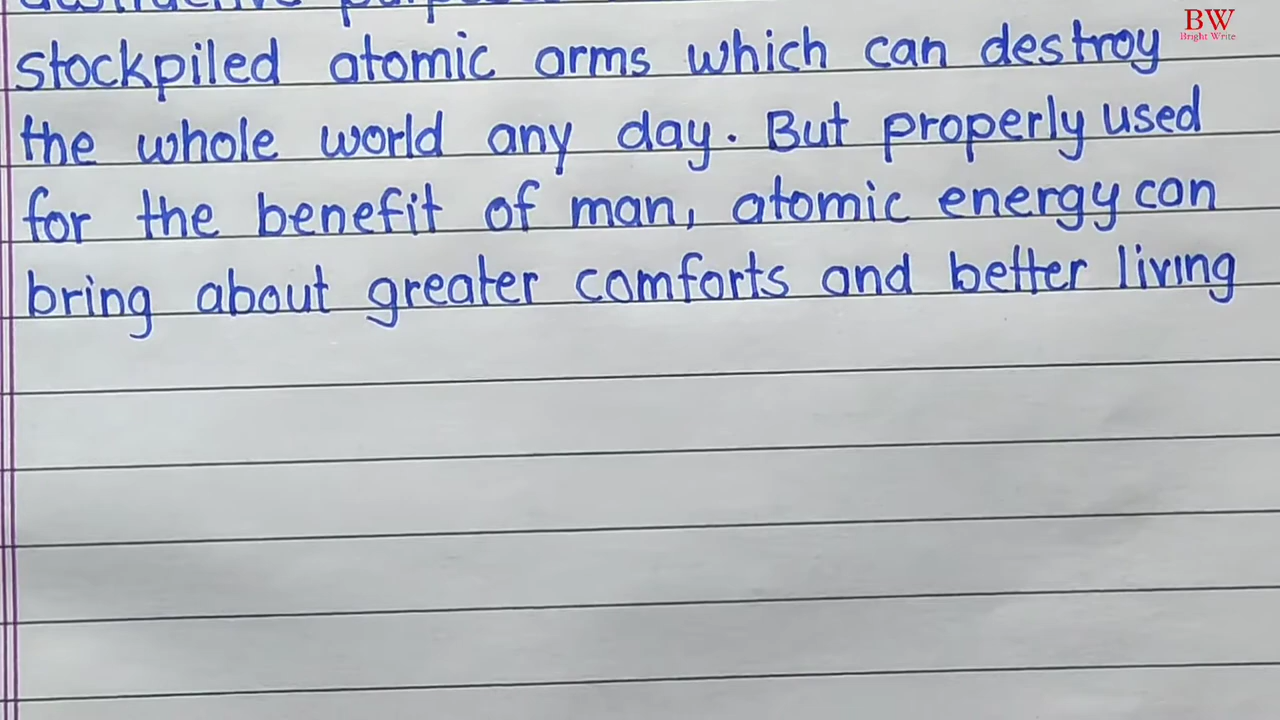 BW
Bright Write
stockpiled atomic arms which can destroy
the whole world any day. But properly used
for the benefit of man, atomic energy can
bring about greater comforts and better living